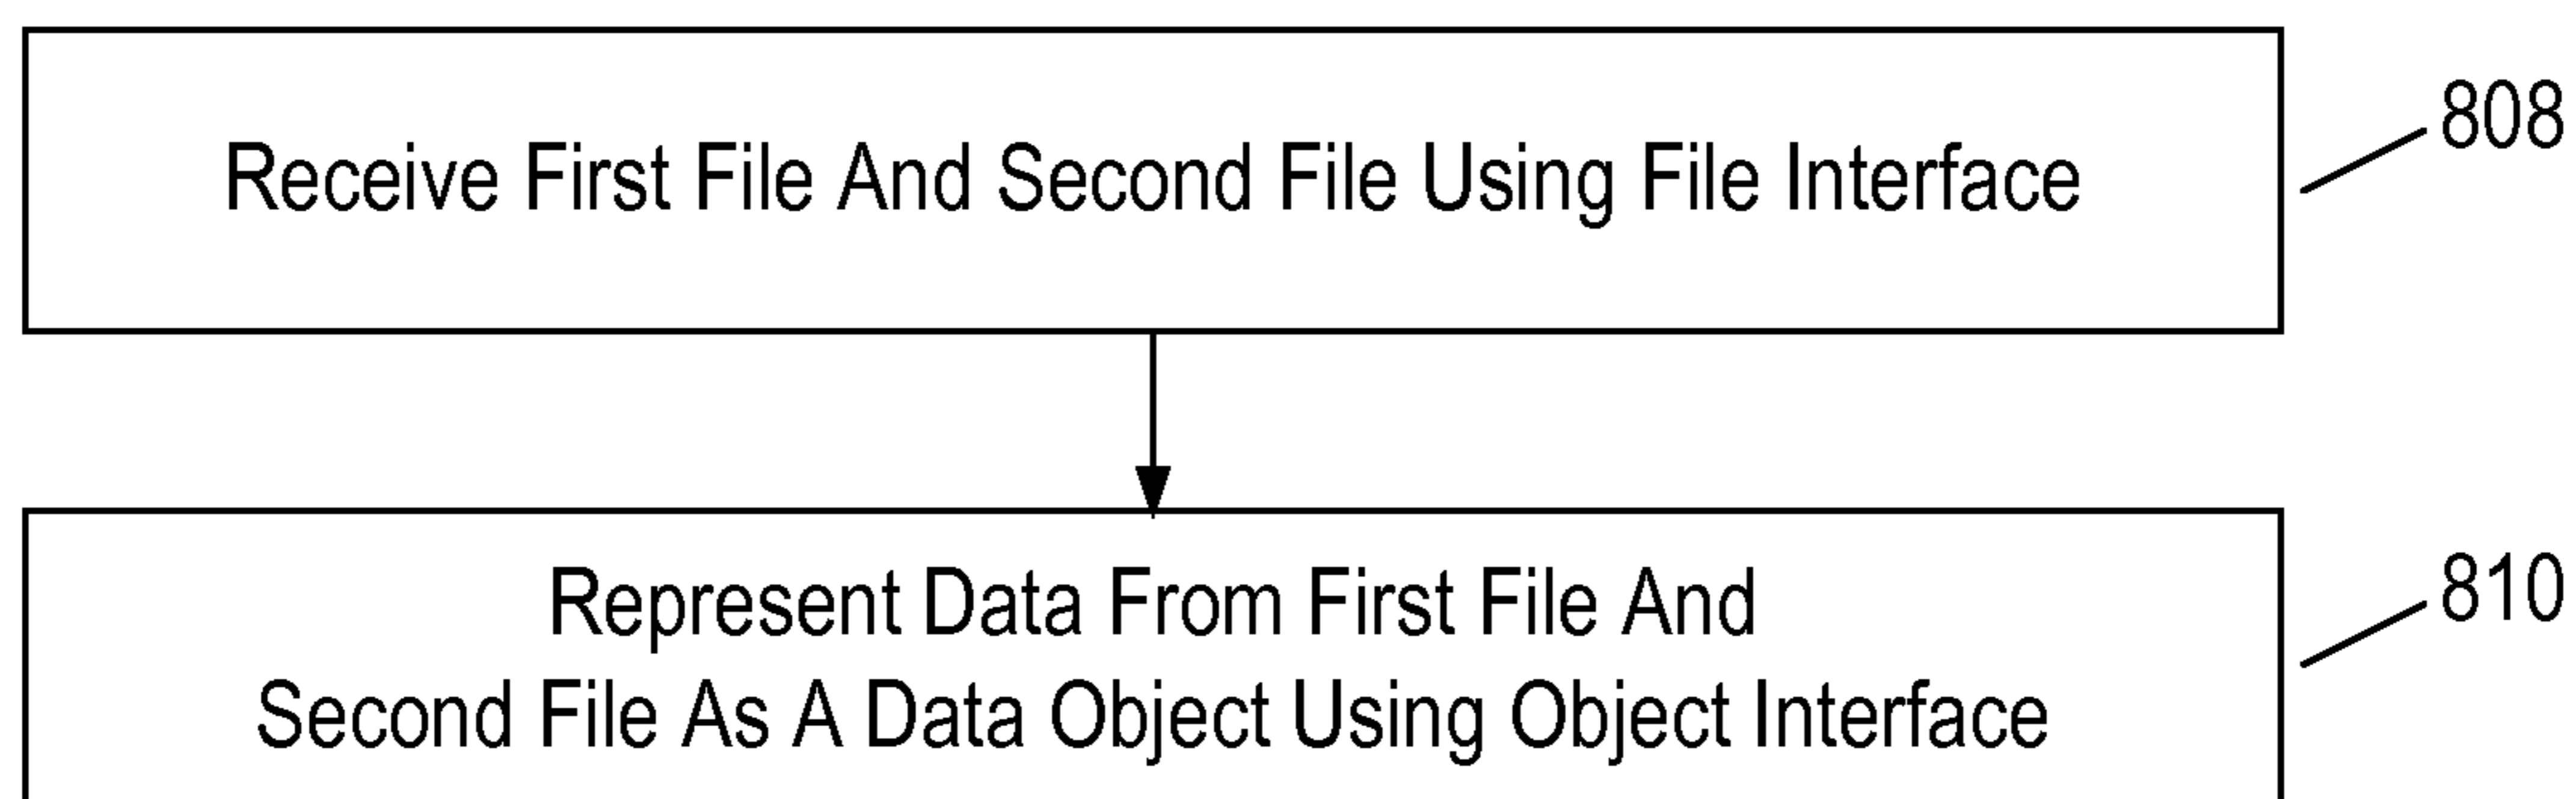 Receive First File And Second File Using File Interface
808
Represent Data From First File And
Second File As A Data Object Using Object Interface
810